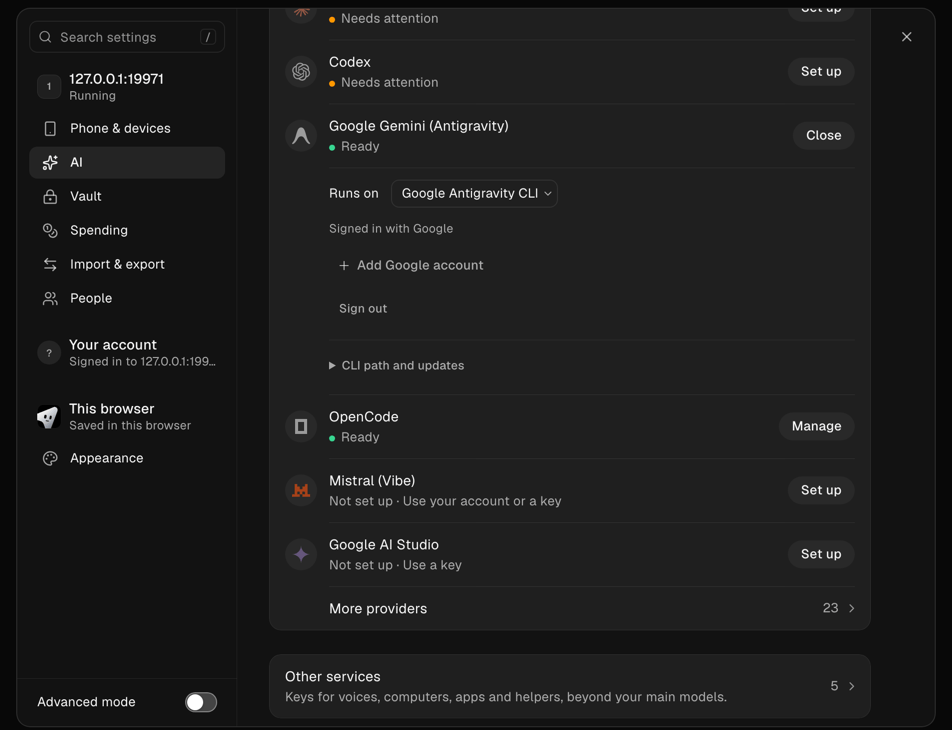 Search settings /
1
127.0.0.1:19971
Running
Phone & devices
AI
Vault
Spending
Import & export
People
?
Your account
Signed in to 127.0.0.1:199…
This browser
Saved in this browser
Appearance
Advanced mode
Needs attention
Set up
Codex
Needs attention
Set up
Google Gemini (Antigravity)
Ready
Close
Runs on Google Antigravity CLI
Signed in with Google
+ Add Google account
Sign out
CLI path and updates
OpenCode
Ready
Manage
Mistral (Vibe)
Not set up · Use your account or a key
Set up
Google AI Studio
Not set up · Use a key
Set up
More providers 23
Other services
Keys for voices, computers, apps and helpers, beyond your main models.
5